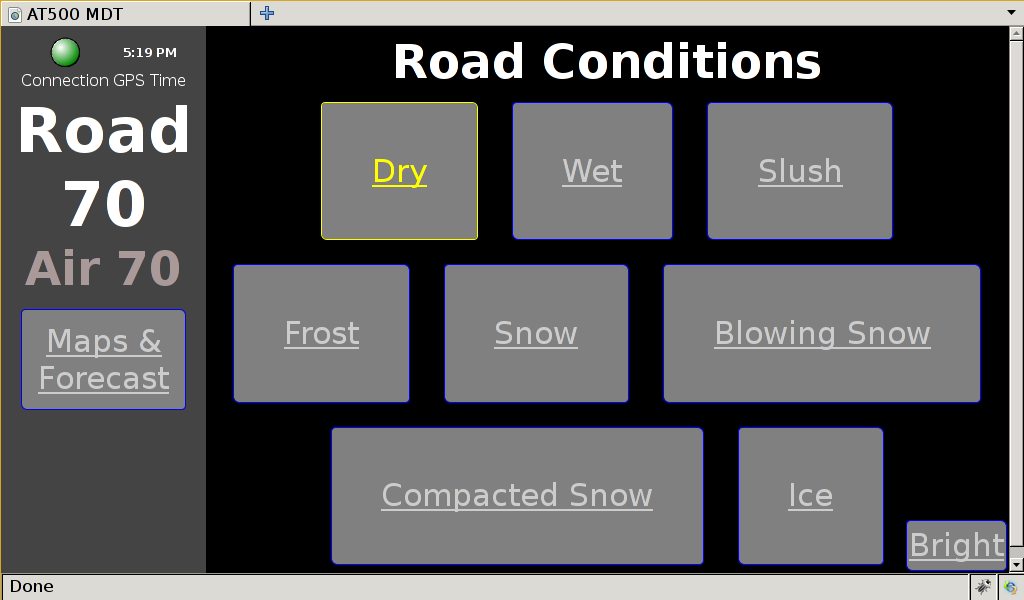 AT500 MDT
5:19 PM
Connection GPS Time
Road
70
Air 70
Maps &
Forecast
Road Conditions
Dry
Wet
Slush
Frost
Snow
Blowing Snow
Compacted Snow
Ice
Bright
Done